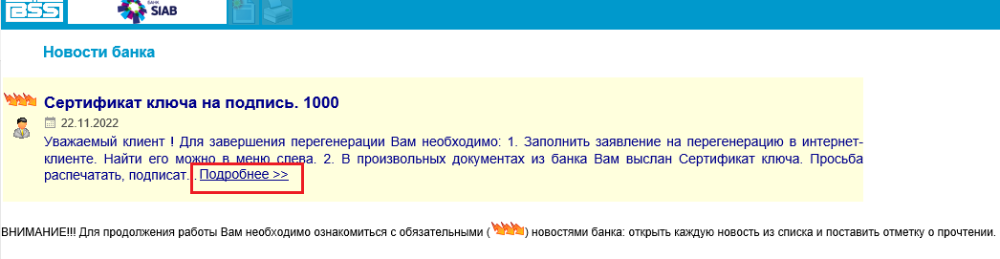 BSS
БАНК
SIAB
Новости банка
Сертификат ключа на подпись. 1000
22.11.2022
Уважаемый клиент ! Для завершения перегенерации Вам необходимо: 1. Заполнить заявление на перегенерацию в интернет-
клиенте. Найти его можно в меню слева. 2. В произвольных документах из банка Вам выслан Сертификат ключа. Просьба
распечатать, подписат... Подробнее >>
ВНИМАНИЕ!!! Для продолжения работы Вам необходимо ознакомиться с обязательными ( ) новостями банка: открыть каждую новость из списка и поставить отметку о прочтении.